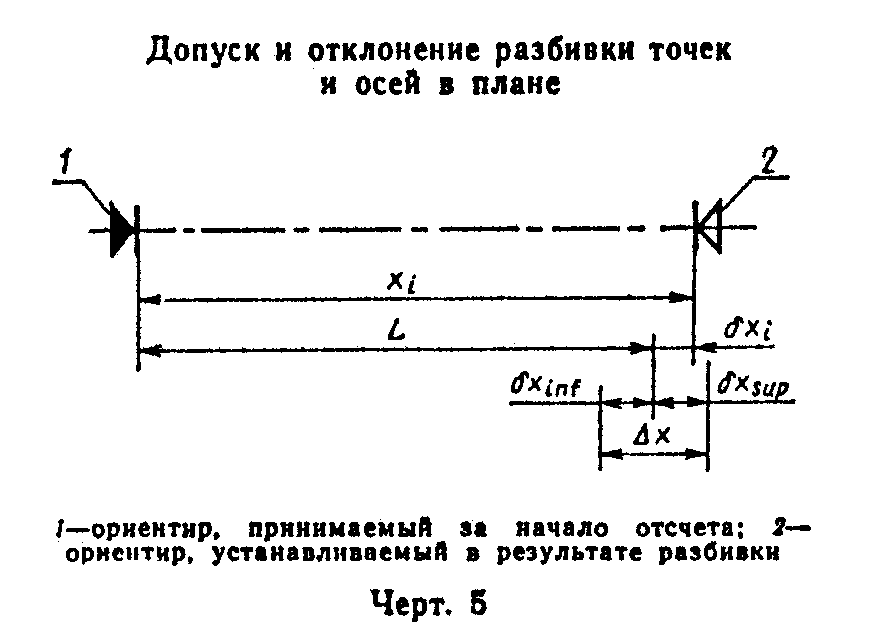 Допуск и отклонение разбивки точек
и осей в плане
1
2
xi
L
δxi
δxinf
δxsup
Δx
1—ориентир, принимаемый за начало отсчета; 2—
ориентир, устанавливаемый в результате разбивки
Черт. 5